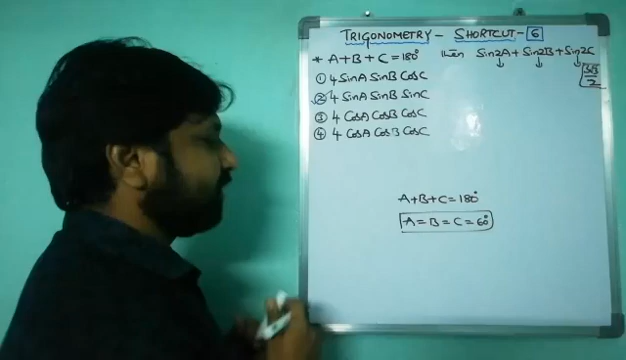 TRIGONOMETRY - SHORTCUT - 6
* A + B + C = 180° then Sin2A + Sin2B + Sin2C
① 4 SinA SinB CosC
② 4 SinA SinB SinC
③ 4 CosA CosB CosC
④ 4 CosA CosB CosC
A+B+C = 180°
A = B = C = 60°